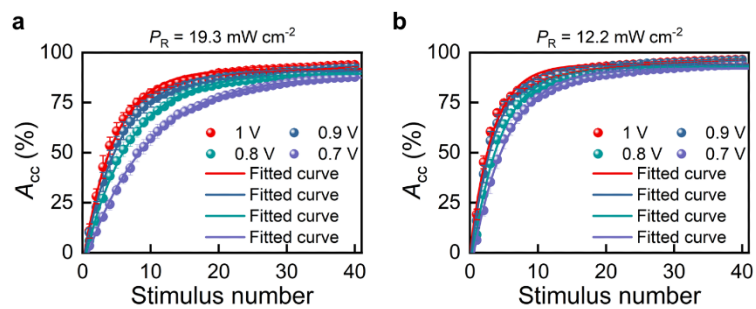 a
P_R = 19.3 mW cm⁻²
A_cc (%)
100
75
50
25
0
1 V
0.9 V
0.8 V
0.7 V
Fitted curve
Fitted curve
Fitted curve
Fitted curve
0
10
20
30
40
Stimulus number
b
P_R = 12.2 mW cm⁻²
A_cc (%)
100
75
50
25
0
1 V
0.9 V
0.8 V
0.7 V
Fitted curve
Fitted curve
Fitted curve
Fitted curve
0
10
20
30
40
Stimulus number